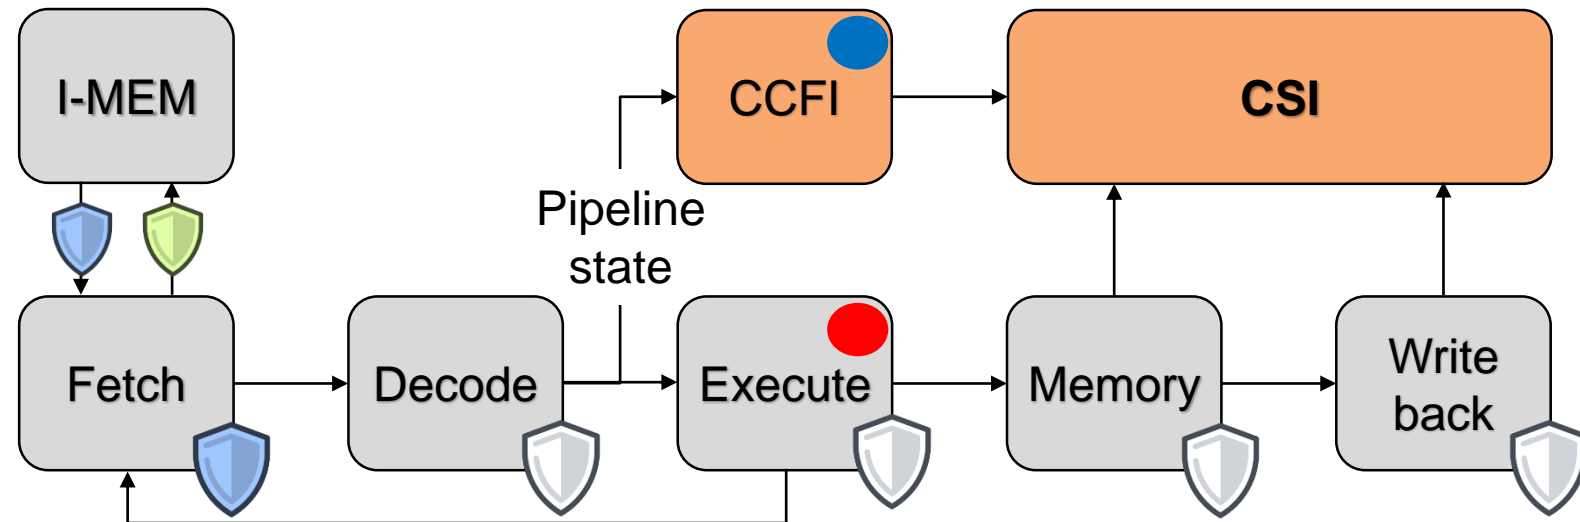 I-MEM
CCFI
CSI
Pipeline
state
Fetch
Decode
Execute
Memory
Write
back